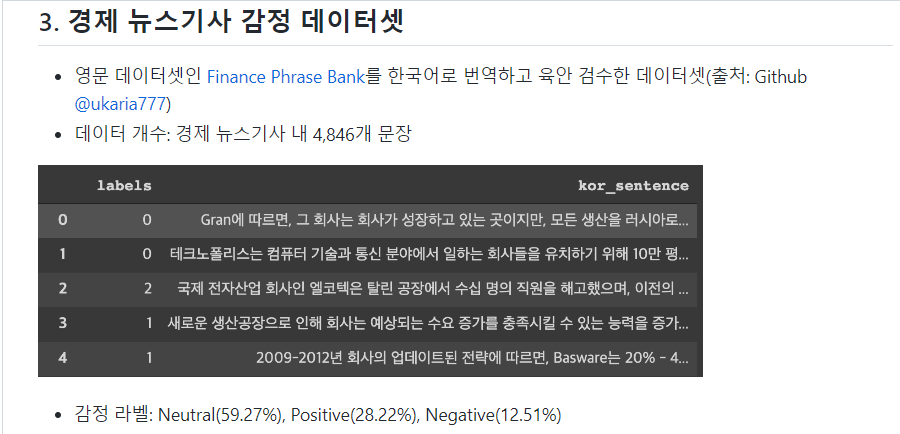 3. 경제 뉴스기사 감정 데이터셋
영문 데이터셋인 Finance Phrase Bank를 한국어로 번역하고 육안 검수한 데이터셋(출처: Github
@ukaria777)
데이터 개수: 경제 뉴스기사 내 4,846개 문장
labels kor_sentence
0 0 Gran에 따르면, 그 회사는 회사가 성장하고 있는 곳이지만, 모든 생산을 러시아로...
1 0 테크노폴리스는 컴퓨터 기술과 통신 분야에서 일하는 회사들을 유치하기 위해 10만 평...
2 2 국제 전자산업 회사인 엘코텍은 탈린 공장에서 수십 명의 직원을 해고했으며, 이전의 ...
3 1 새로운 생산공장으로 인해 회사는 예상되는 수요 증가를 충족시킬 수 있는 능력을 증가...
4 1 2009-2012년 회사의 업데이트된 전략에 따르면, Basware는 20% - 4...
감정 라벨: Neutral(59.27%), Positive(28.22%), Negative(12.51%)